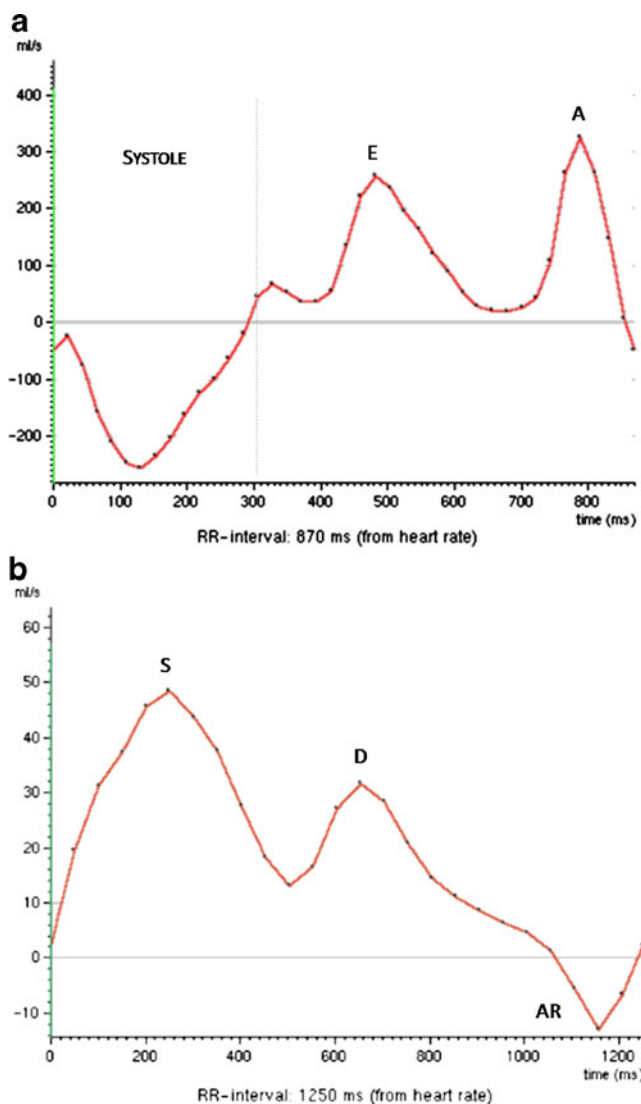 a
ml/s
400
SYSTOLE
E
A
300
200
100
0
-100
-200
0 100 200 300 400 500 600 700 800
time (ms)
RR-interval: 870 ms (from heart rate)
b
ml/s
60
S
50
40
D
30
20
10
0
AR
-10
0 200 400 600 800 1000 1200
time (ms)
RR-interval: 1250 ms (from heart rate)